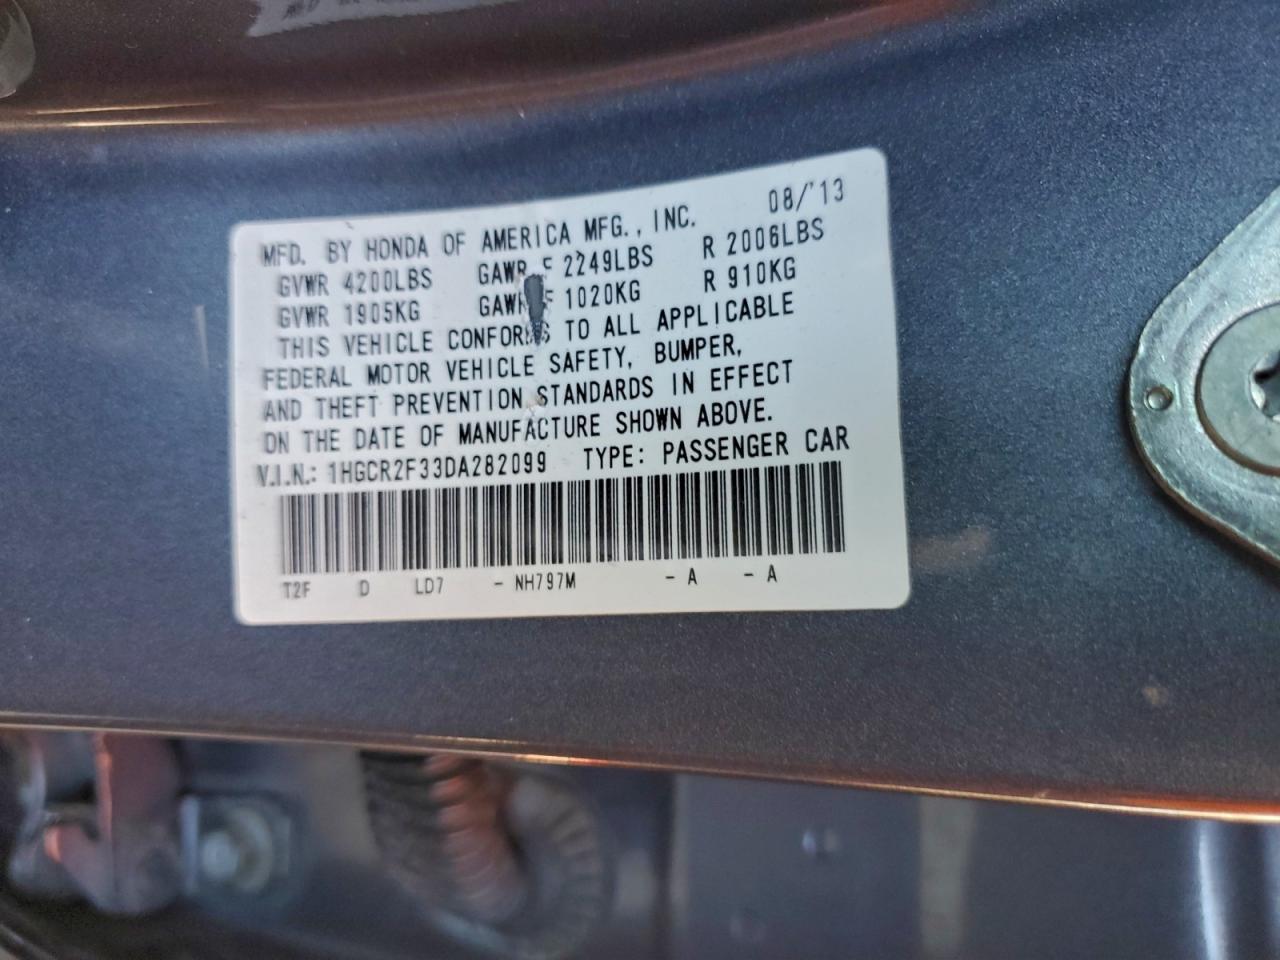 MFD. BY HONDA OF AMERICA MFG., INC. 08/'13
GVWR 4200LBS GAWR F 2249LBS R 2006LBS
GVWR 1905KG GAWR F 1020KG R 910KG
THIS VEHICLE CONFORMS TO ALL APPLICABLE
FEDERAL MOTOR VEHICLE SAFETY, BUMPER,
AND THEFT PREVENTION STANDARDS IN EFFECT
ON THE DATE OF MANUFACTURE SHOWN ABOVE.
V.I.N.: 1HGCR2F33DA282099 TYPE: PASSENGER CAR
T2F D LD7 - NH797M - A - A